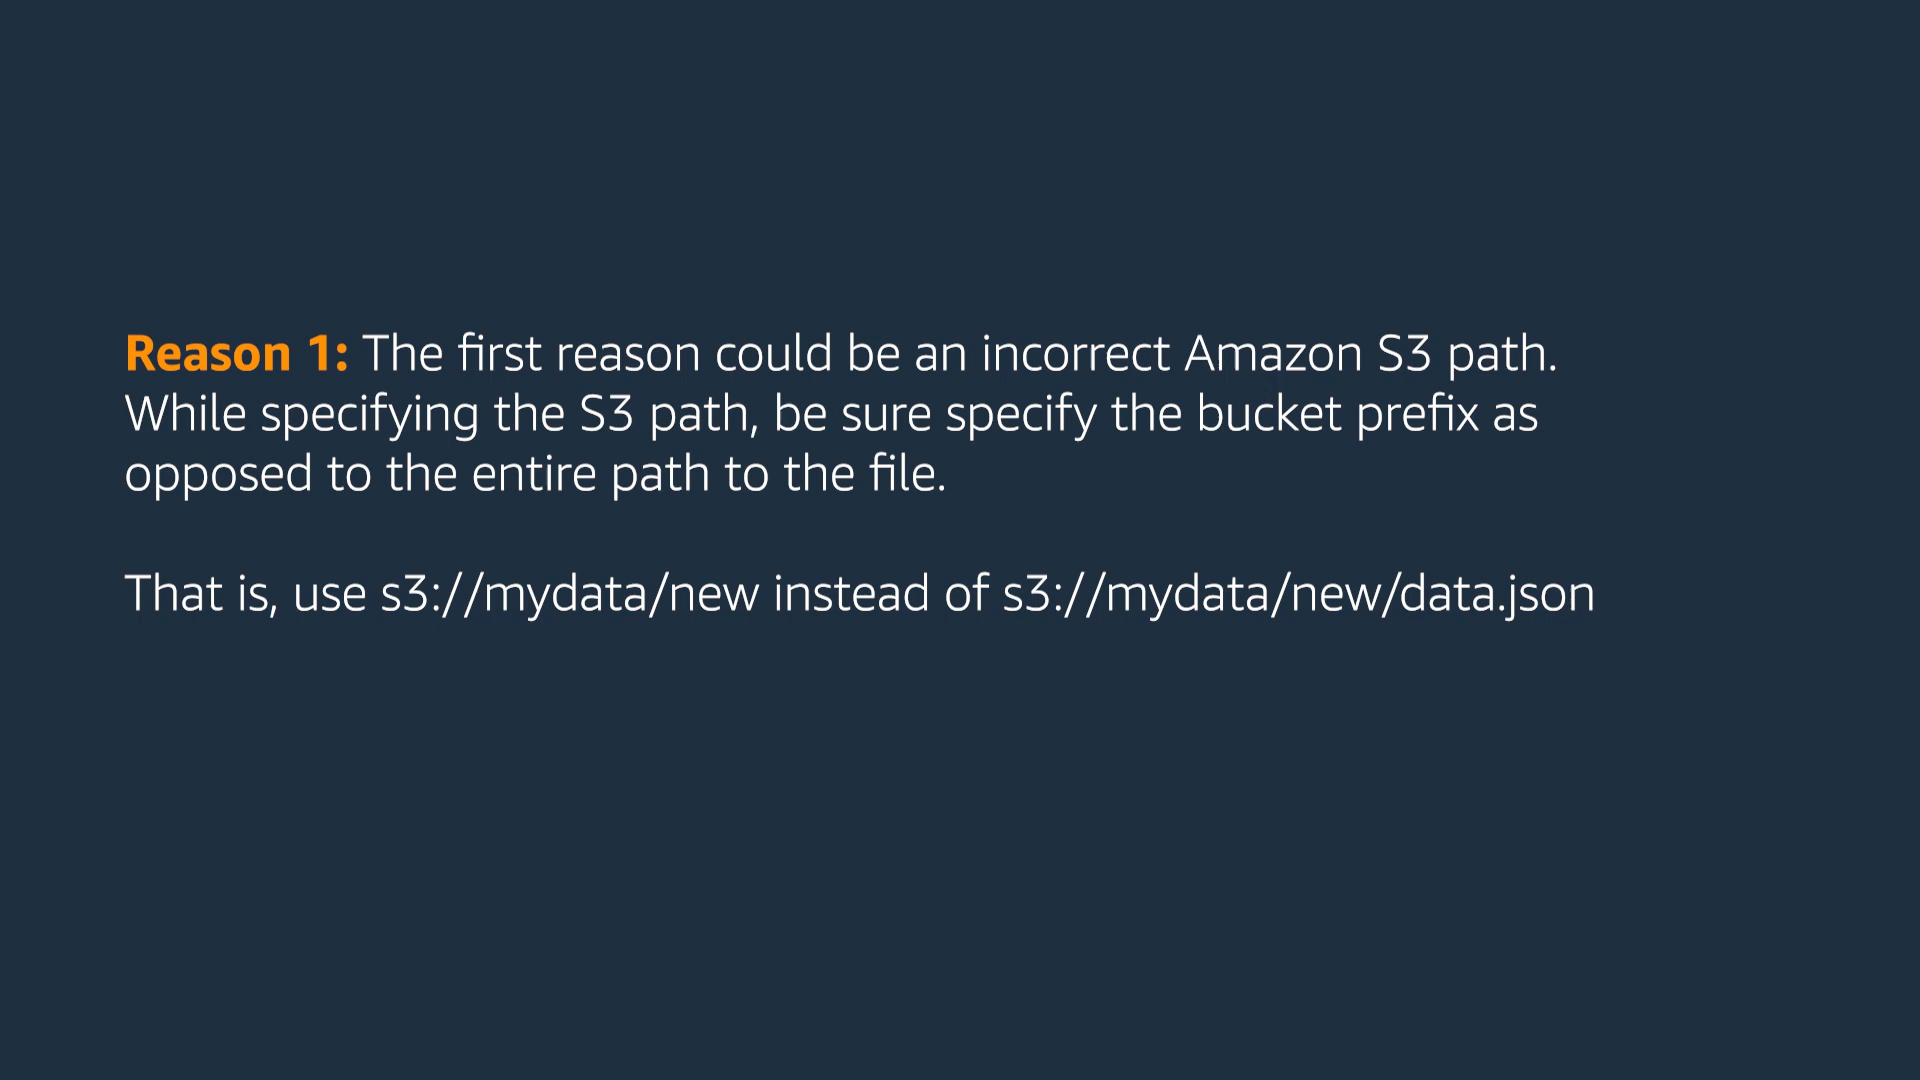 Reason 1: The first reason could be an incorrect Amazon S3 path.
While specifying the S3 path, be sure specify the bucket prefix as
opposed to the entire path to the file.
That is, use s3://mydata/new instead of s3://mydata/new/data.json